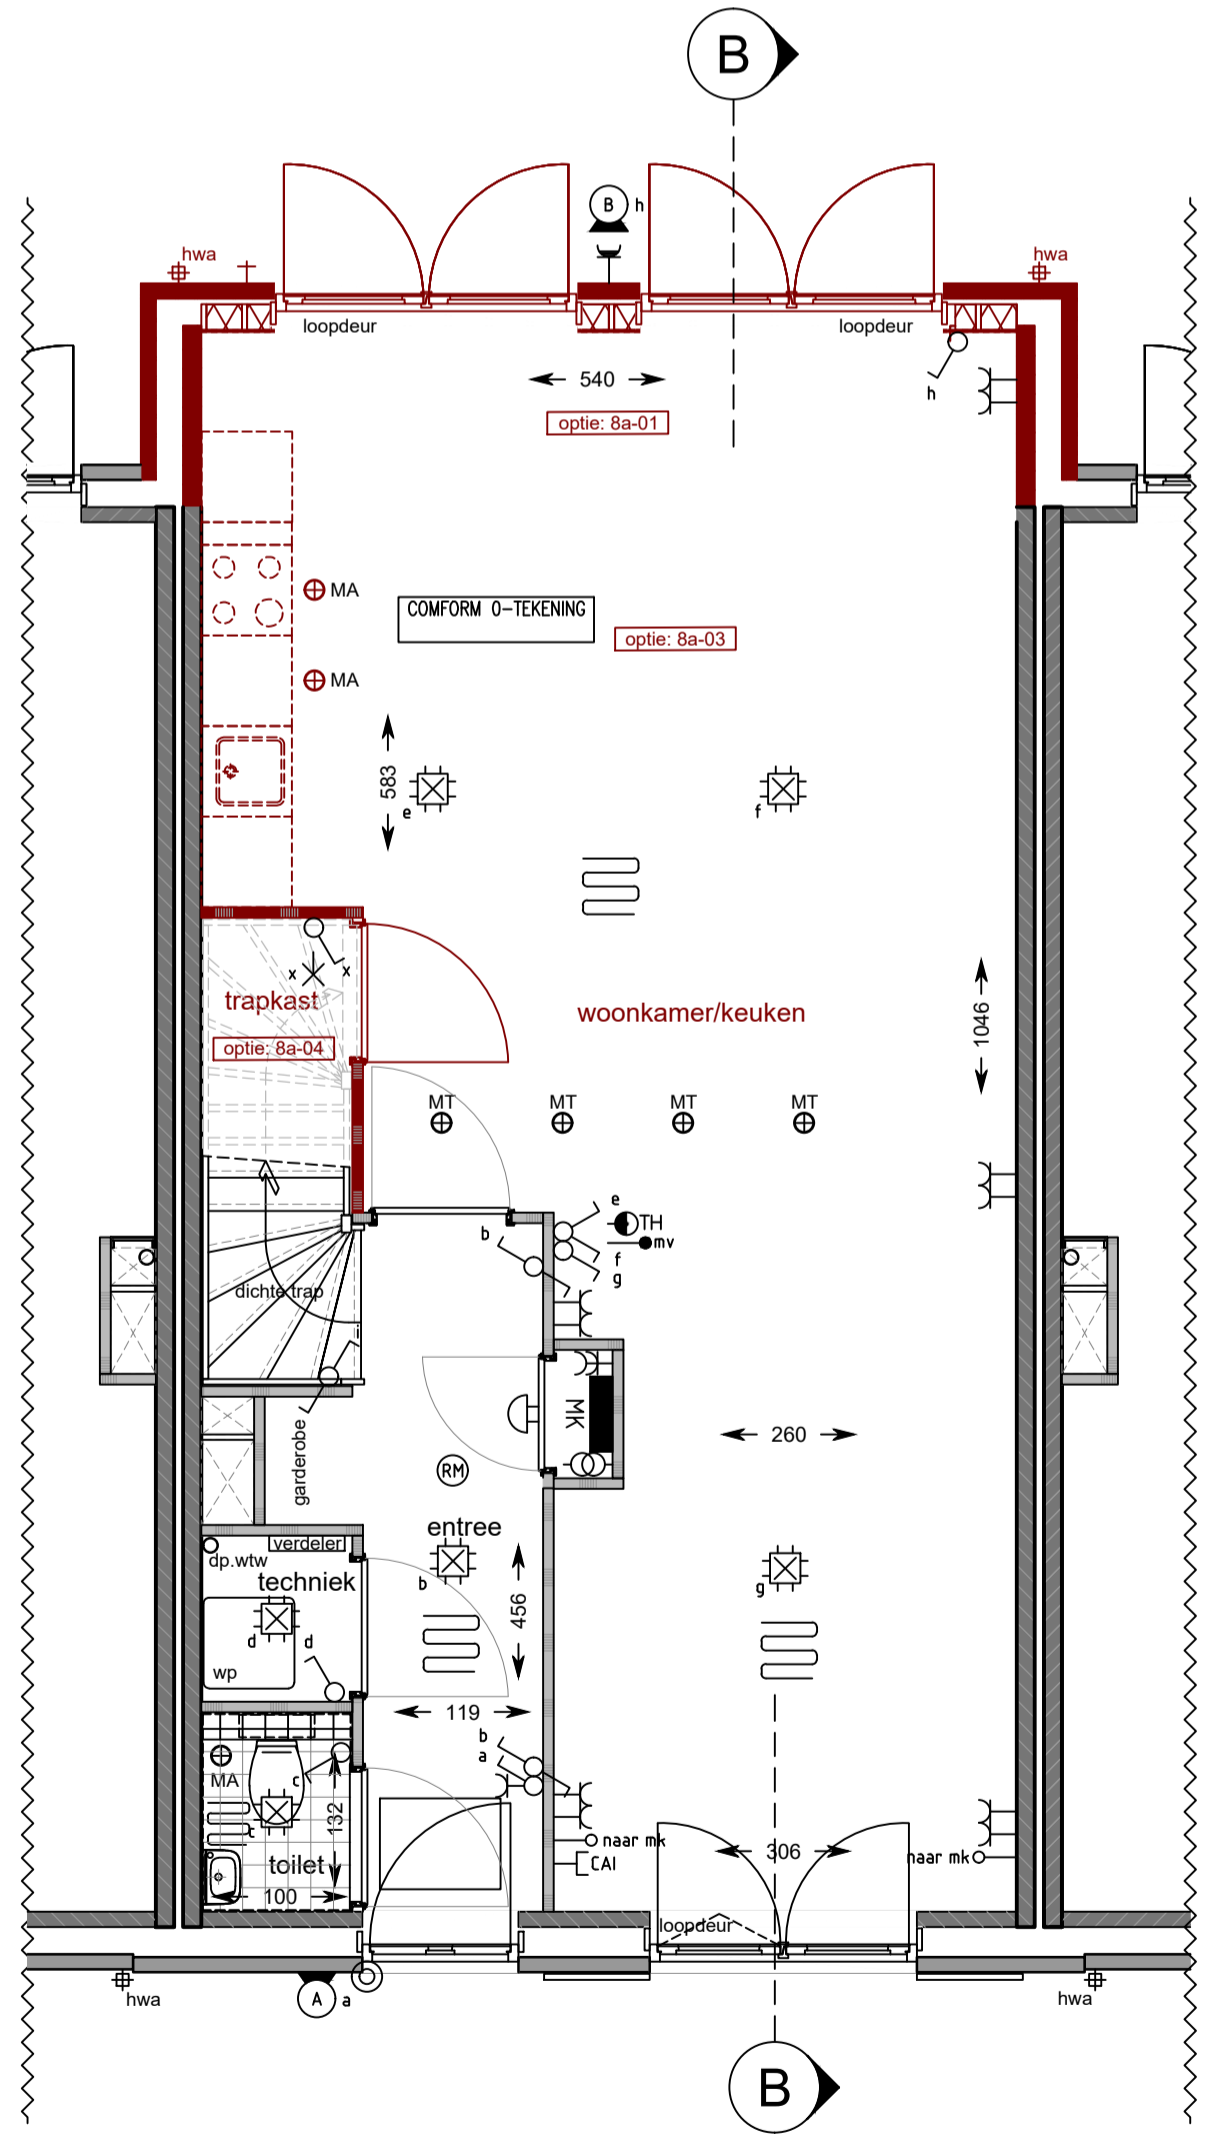 B
B h
hwa
hwa
loopdeur
loopdeur
540
h
optie: 8a-01
MA
COMFORM 0-TEKENING
optie: 8a-03
MA
583
e
f
x
x
trapkast
optie: 8a-04
woonkamer/keuken
1046
MT
MT
MT
MT
e
TH
mv
b
f
g
dichte trap
MK
garderobe
260
RM
entree
verdeler
dp.wtw
techniek
b
g
456
d
d
wp
119
b
a
MA
c
132
c
naar mk
306
CAI
naar mk
toilet
100
loopdeur
hwa
A a
hwa
B